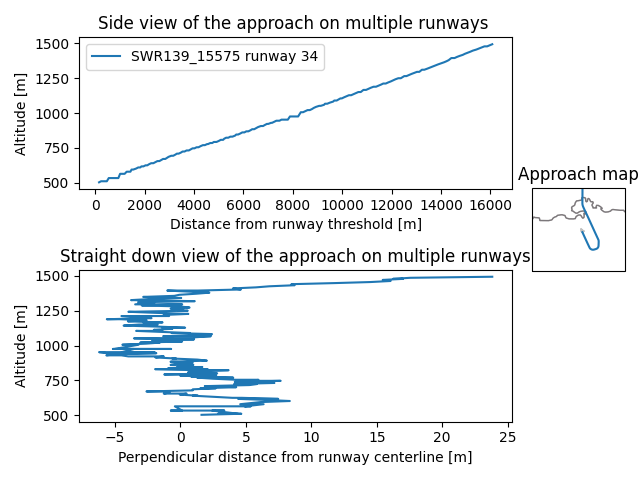 Side view of the approach on multiple runways
1500
1250
1000
750
500
Altitude [m]
SWR139_15575 runway 34
0 2000 4000 6000 8000 10000 12000 14000 16000
Distance from runway threshold [m]
Approach map
Straight down view of the approach on multiple runways
1500
1250
1000
750
500
Altitude [m]
−5 0 5 10 15 20 25
Perpendicular distance from runway centerline [m]